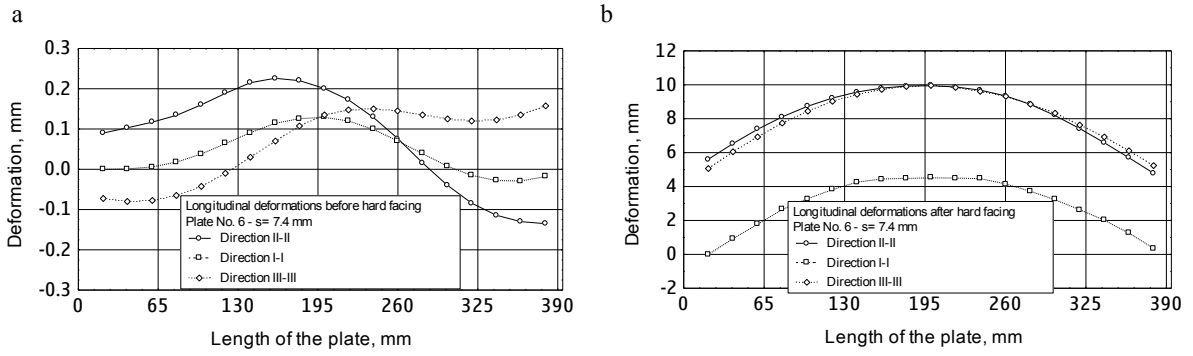 a
0.3
0.2
0.1
0.0
-0.1
-0.2
-0.3
Deformation, mm
Longitudinal deformations before hard facing
Plate No. 6 - s= 7.4 mm
Direction II-II
Direction I-I
Direction III-III
0 65 130 195 260 325 390
Length of the plate, mm
b
12
10
8
6
4
2
0
-2
Deformation, mm
Longitudinal deformations after hard facing
Plate No. 6 - s= 7.4 mm
Direction II-II
Direction I-I
Direction III-III
0 65 130 195 260 325 390
Length of the plate, mm